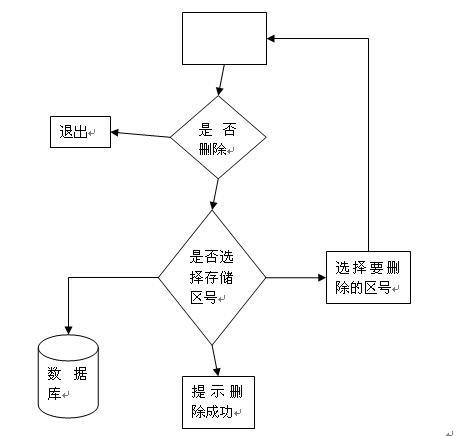 是 否
删除
退出
是否选
择存储
区号
选择要删
除的区号
数 据
库
提示删
除成功